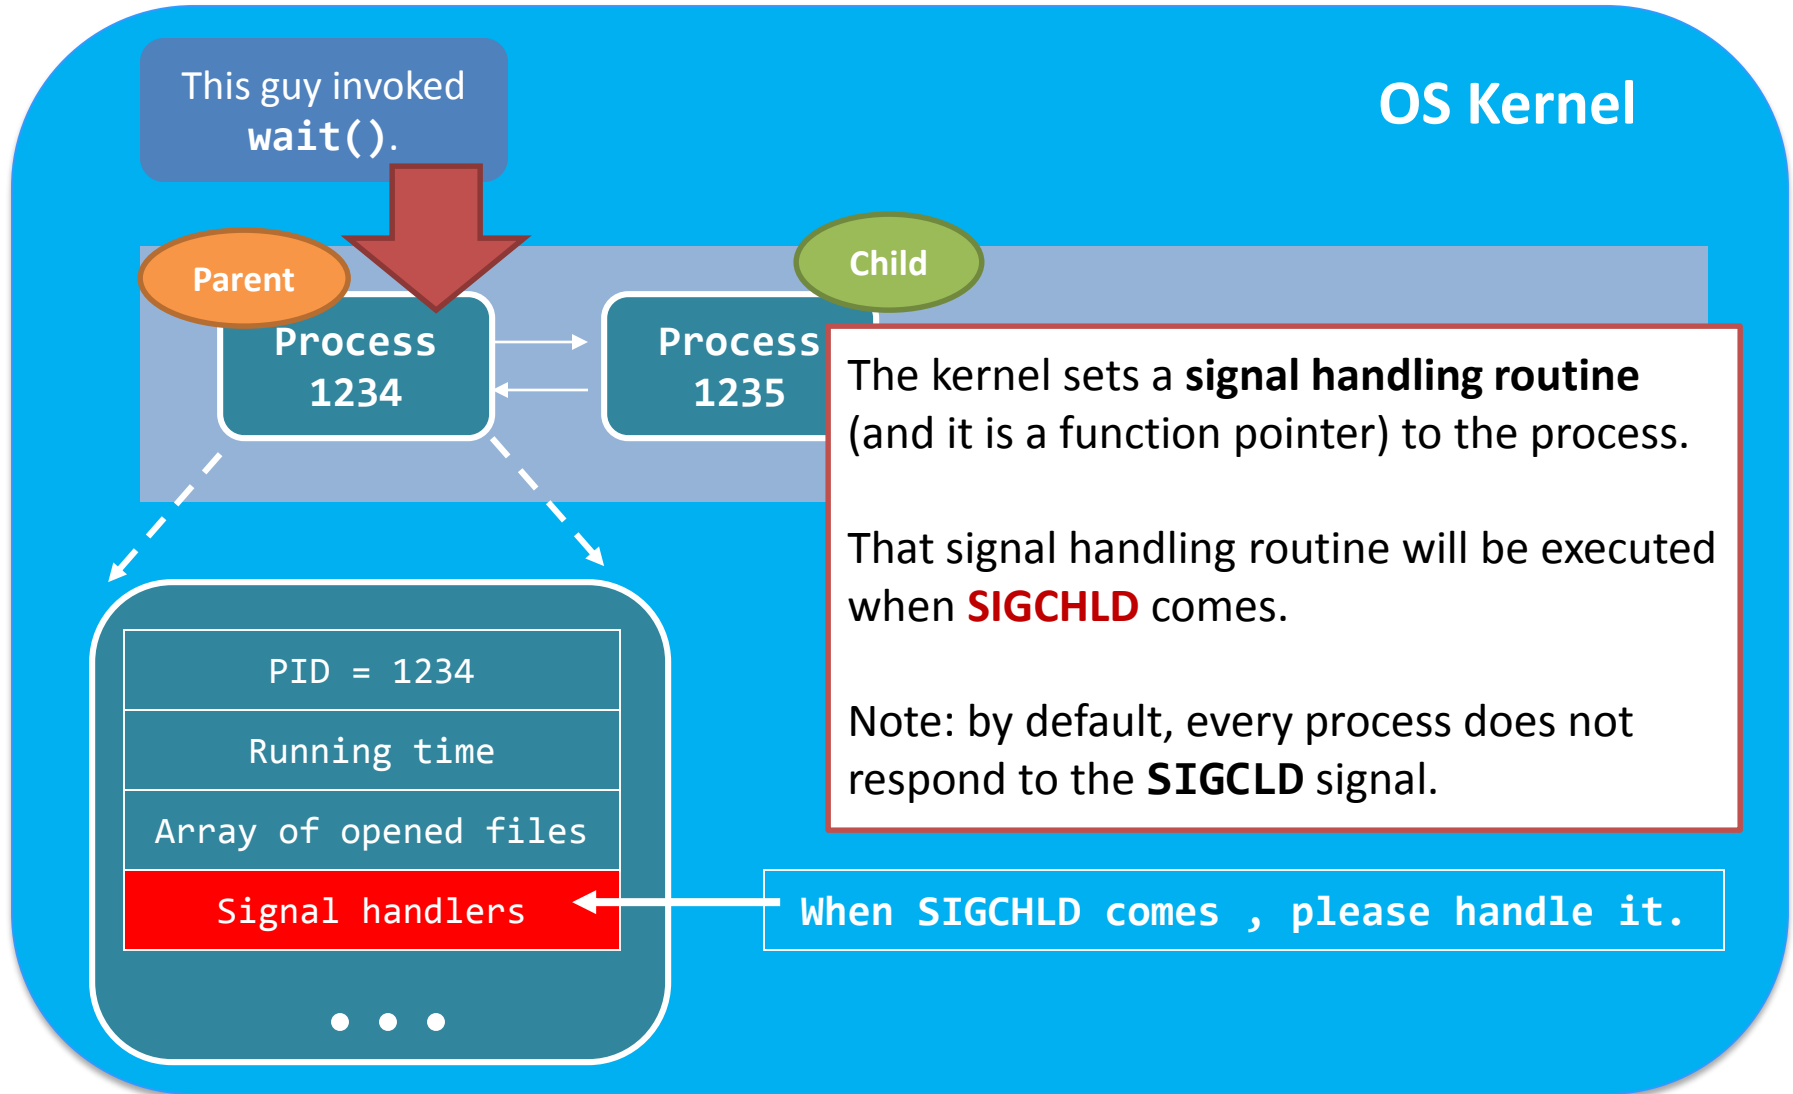 This guy invoked
wait().
OS Kernel
Parent
Child
Process
1234
Process
1235
The kernel sets a signal handling routine
(and it is a function pointer) to the process.
That signal handling routine will be executed
when SIGCHLD comes.
Note: by default, every process does not
respond to the SIGCLD signal.
PID = 1234
Running time
Array of opened files
Signal handlers
When SIGCHLD comes , please handle it.